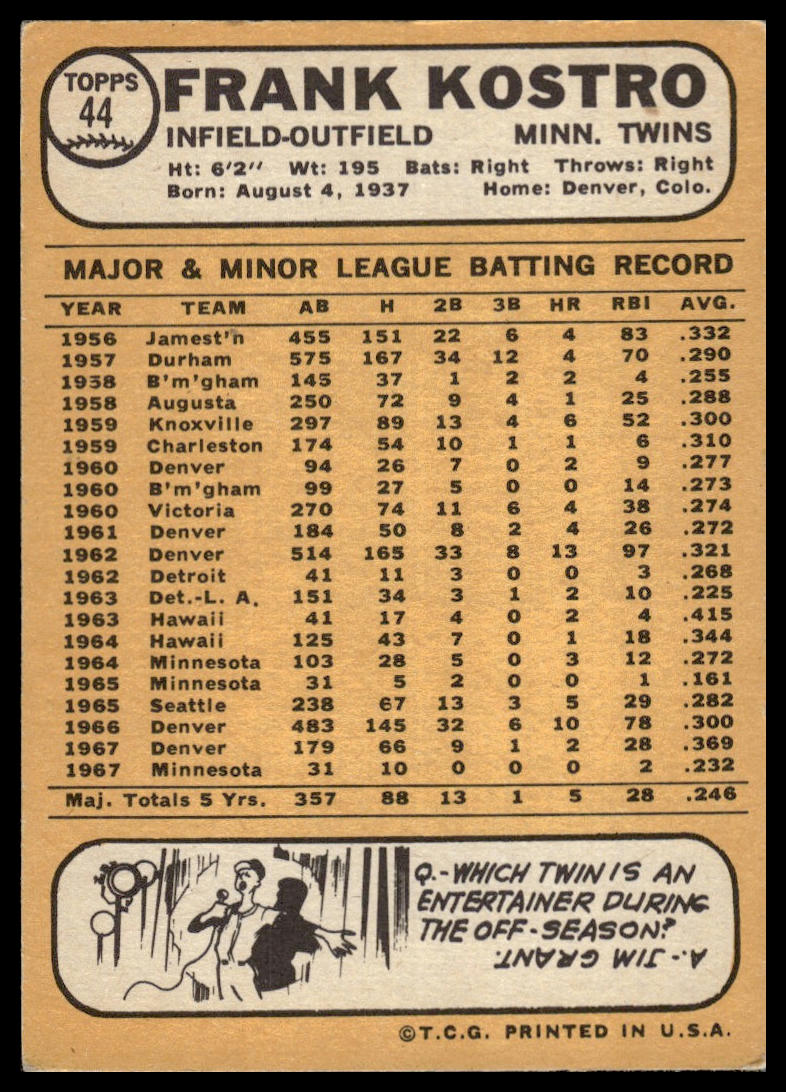 TOPPS
44
FRANK KOSTRO
INFIELD-OUTFIELD MINN. TWINS
Ht: 6'2" Wt: 195 Bats: Right Throws: Right
Born: August 4, 1937 Home: Denver, Colo.
MAJOR & MINOR LEAGUE BATTING RECORD
YEAR TEAM AB H 2B 3B HR RBI AVG.
1956 Jamest'n 455 151 22 6 4 83 .332
1957 Durham 575 167 34 12 4 70 .290
1958 B'm'gham 145 37 1 2 2 4 .255
1958 Augusta 250 72 9 4 1 25 .288
1959 Knoxville 297 89 13 4 6 52 .300
1959 Charleston 174 54 10 1 1 6 .310
1960 Denver 94 26 7 0 2 9 .277
1960 B'm'gham 99 27 5 0 0 14 .273
1960 Victoria 270 74 11 6 4 38 .274
1961 Denver 184 50 8 2 4 26 .272
1962 Denver 514 165 33 8 13 97 .321
1962 Detroit 41 11 3 0 0 3 .268
1963 Det.-L. A. 151 34 3 1 2 10 .225
1963 Hawaii 41 17 4 0 2 4 .415
1964 Hawaii 125 43 7 0 1 18 .344
1964 Minnesota 103 28 5 0 3 12 .272
1965 Minnesota 31 5 2 0 0 1 .161
1965 Seattle 238 67 13 3 5 29 .282
1966 Denver 483 145 32 6 10 78 .300
1967 Denver 179 66 9 1 2 28 .369
1967 Minnesota 31 10 0 0 0 2 .232
Maj. Totals 5 Yrs. 357 88 13 1 5 28 .246
Q.-WHICH TWIN IS AN
ENTERTAINER DURING
THE OFF-SEASON?
A.-JIM GRANT.
©T.C.G. PRINTED IN U.S.A.